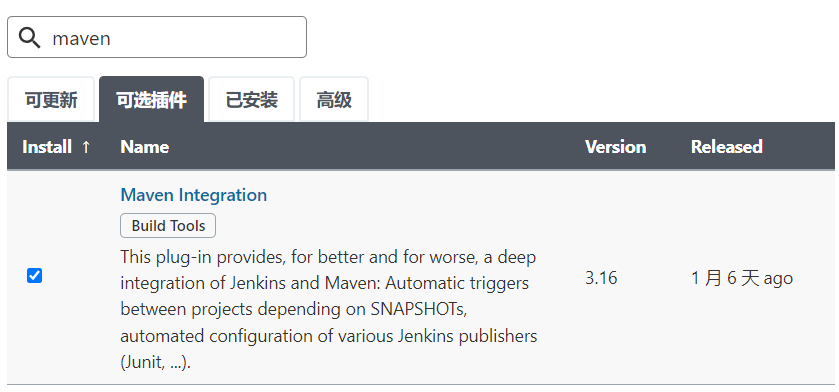 maven
可更新 可选插件 已安装 高级
Install ↑ Name Version Released
Maven Integration
Build Tools
This plug-in provides, for better and for worse, a deep
integration of Jenkins and Maven: Automatic triggers
between projects depending on SNAPSHOTs,
automated configuration of various Jenkins publishers
(Junit, ...).
3.16
1 月 6 天 ago